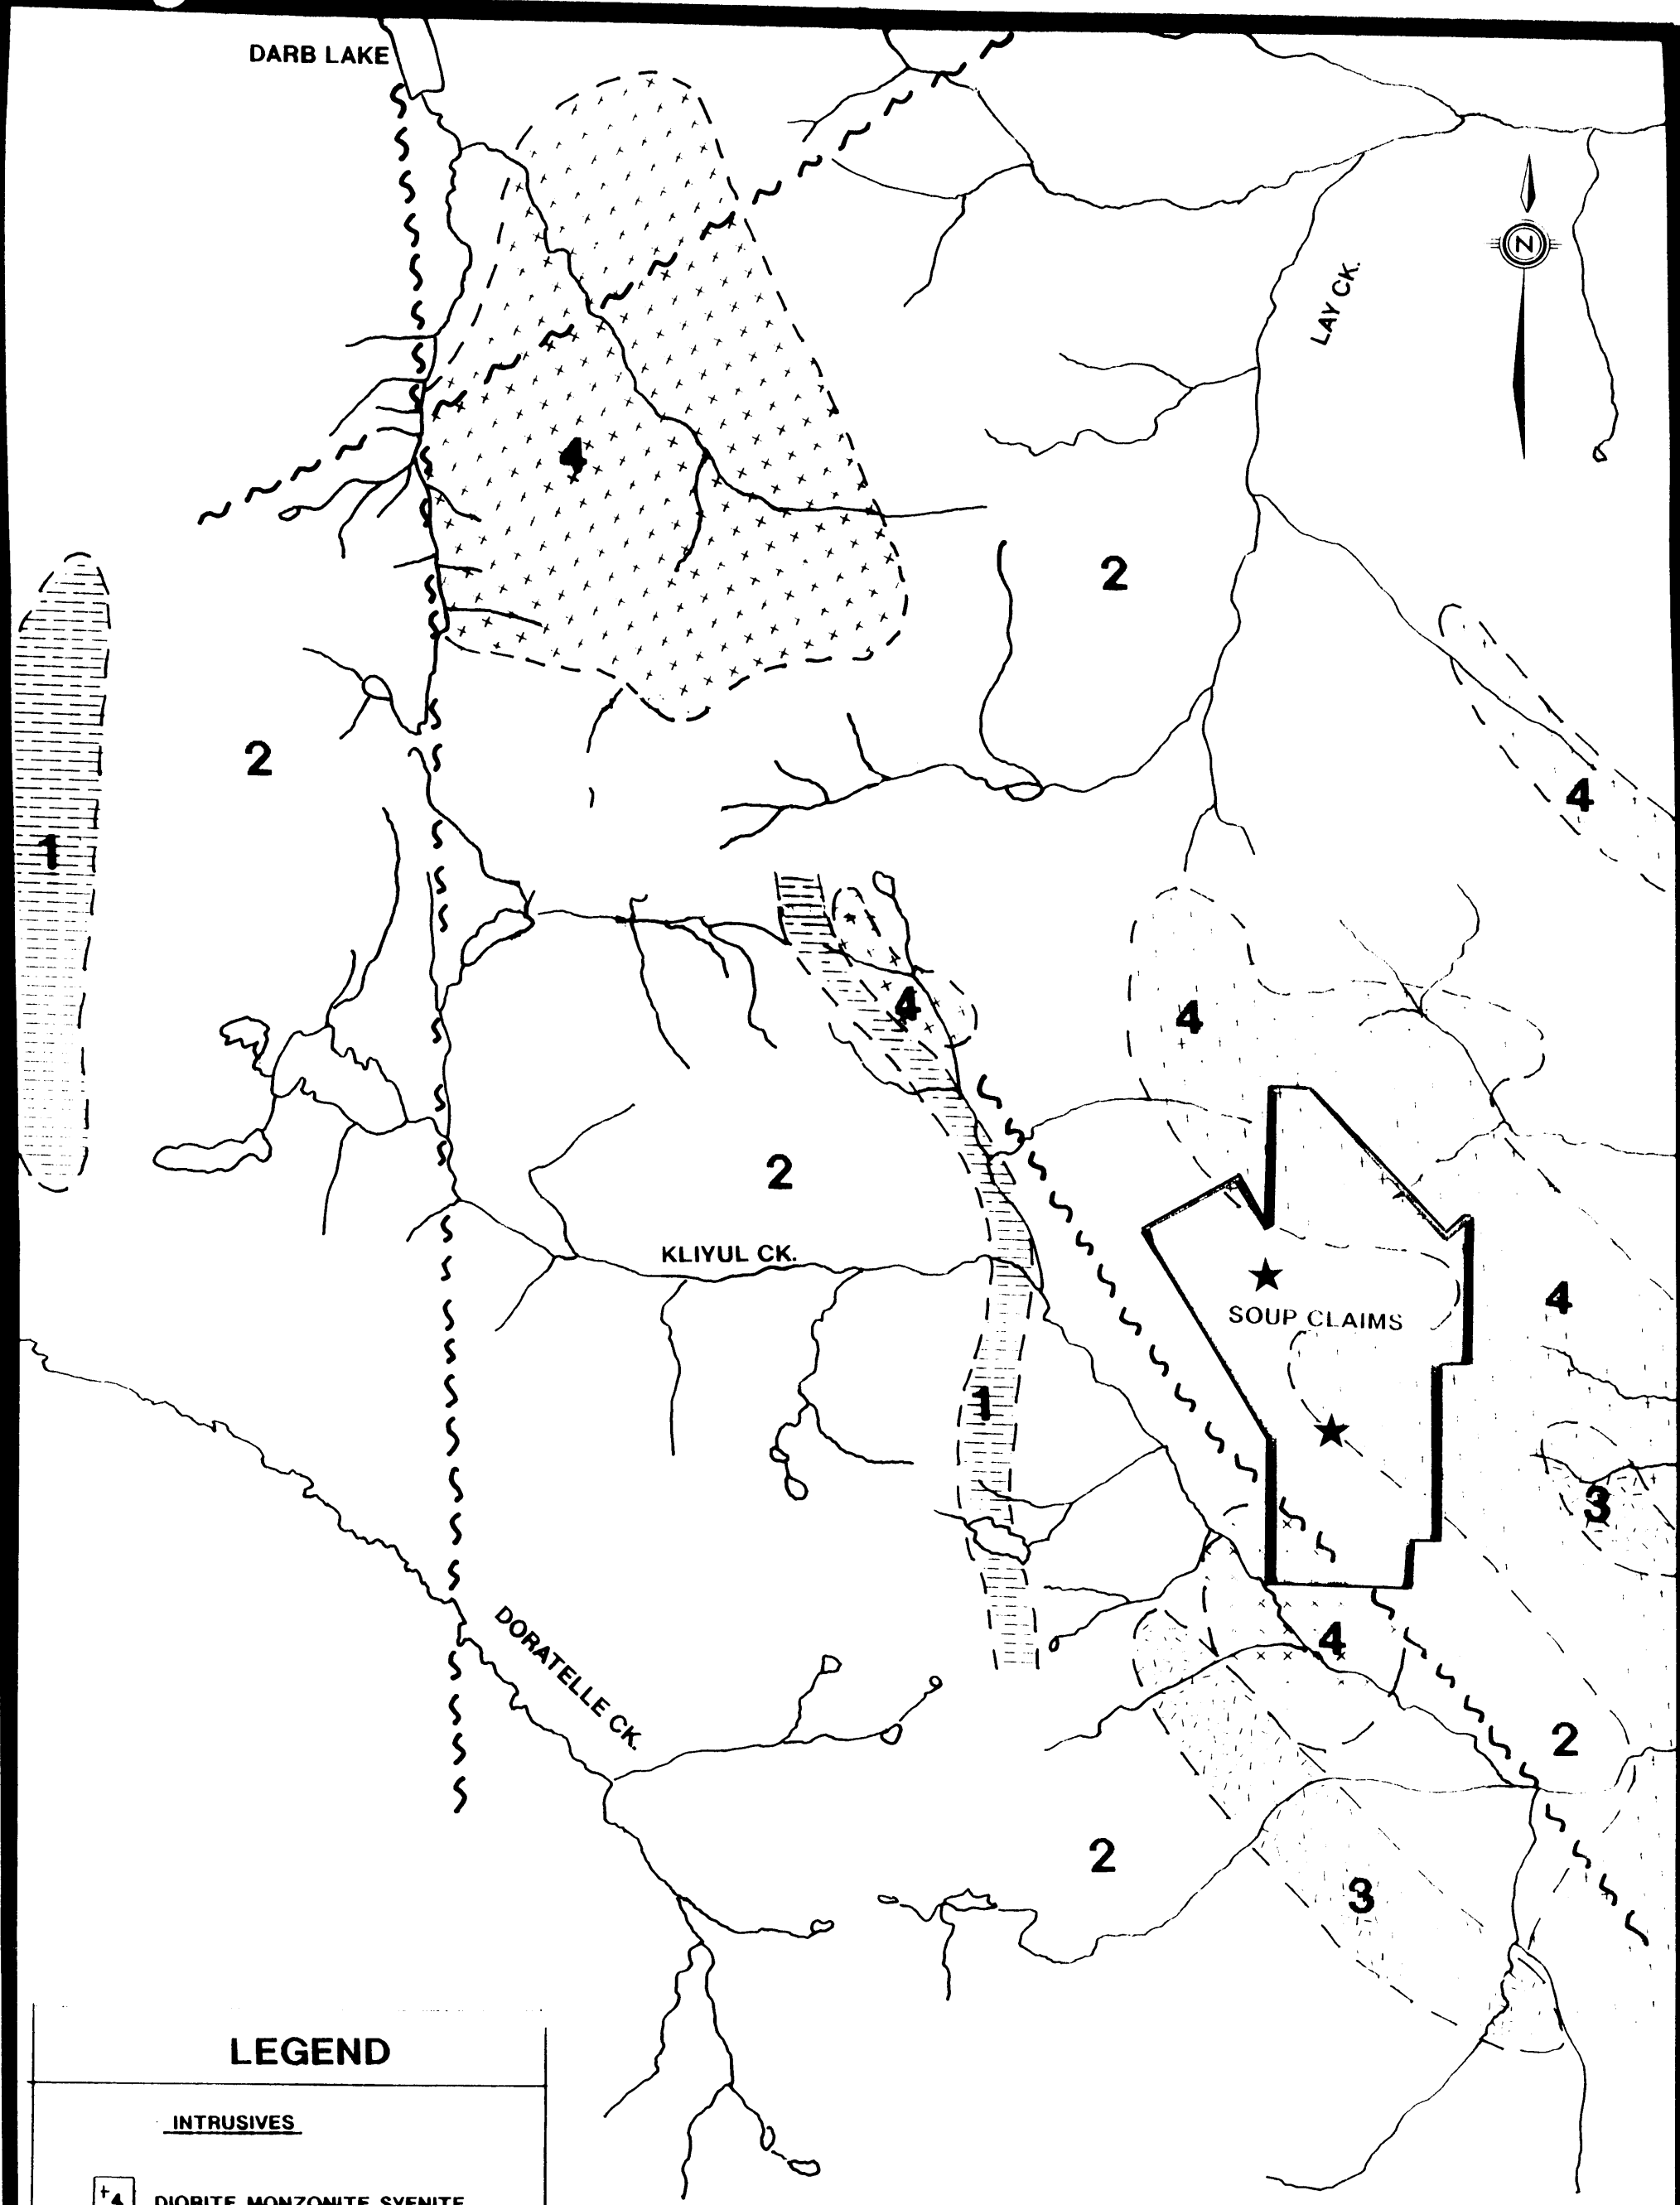 DARB LAKE
N
LAY CK.
4
2
2
4
1
4
4
2
KLIYUL CK.
SOUP CLAIMS
4
1
3
DORATELLE CK.
4
2
2
3
LEGEND
INTRUSIVES
4 DIORITE, MONZONITE, SYENITE